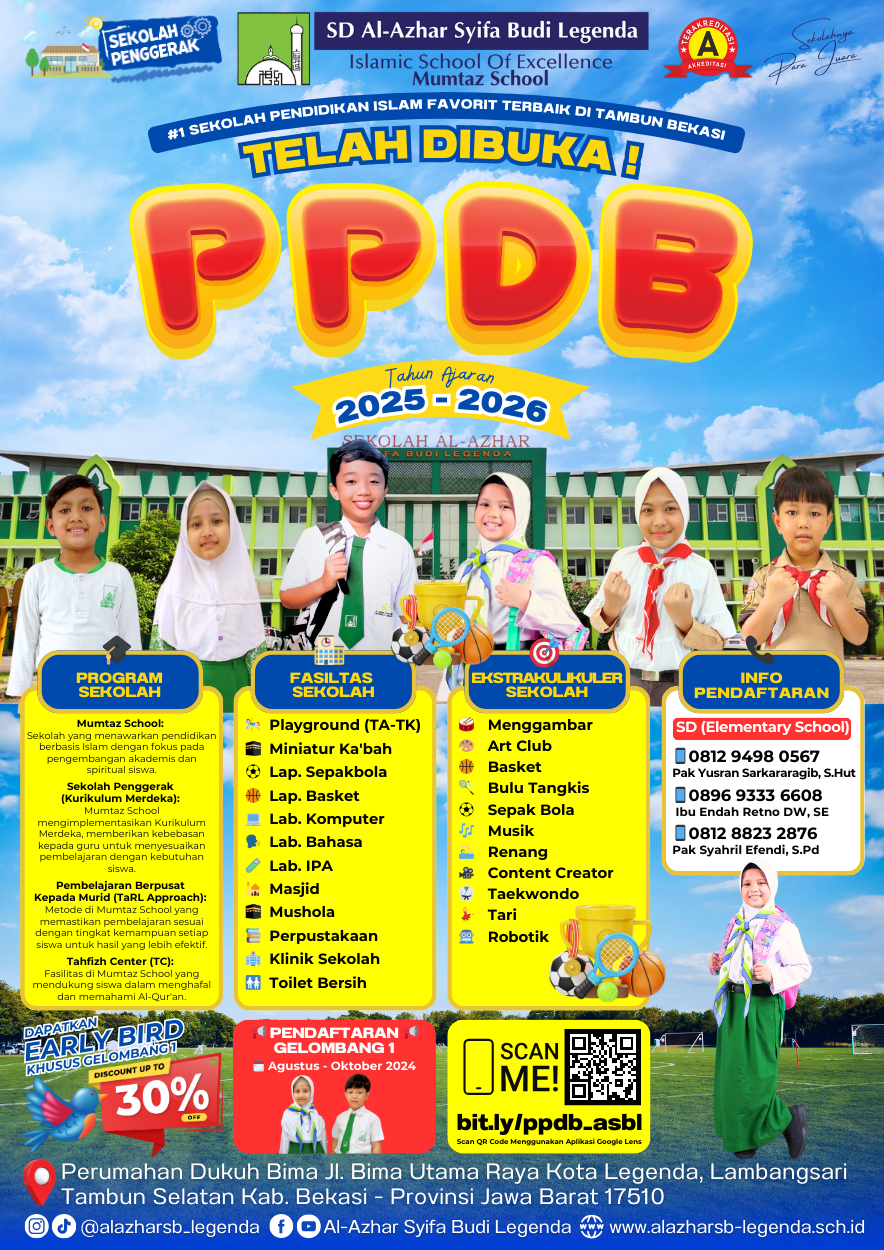 SEKOLAH
PENGGERAK
SD Al-Azhar Syifa Budi Legenda
Islamic School Of Excellence
Mumtaz School
TERAKREDITASI
A
AKREDITASI
Sekolahnya
Para Juara
#1 SEKOLAH PENDIDIKAN ISLAM FAVORIT TERBAIK DI TAMBUN BEKASI
TELAH DIBUKA !
PPDB
Tahun Ajaran
2025 - 2026
SEKOLAH AL-AZHAR
FA BUDI LEGENDA
PROGRAM
SEKOLAH
Mumtaz School:
Sekolah yang menawarkan pendidikan
berbasis Islam dengan fokus pada
pengembangan akademis dan
spiritual siswa.
Sekolah Penggerak
(Kurikulum Merdeka):
Mumtaz School
mengimplementasikan Kurikulum
Merdeka, memberikan kebebasan
kepada guru untuk menyesuaikan
pembelajaran dengan kebutuhan
siswa.
Pembelajaran Berpusat
Kepada Murid (TaRL Approach):
Metode di Mumtaz School yang
memastikan pembelajaran sesuai
dengan tingkat kemampuan setiap
siswa untuk hasil yang lebih efektif.
Tahfizh Center (TC):
Fasilitas di Mumtaz School yang
mendukung siswa dalam menghafal
dan memahami Al-Qur'an.
FASILTAS
SEKOLAH
Playground (TA-TK)
Miniatur Ka'bah
Lap. Sepakbola
Lap. Basket
Lab. Komputer
Lab. Bahasa
Lab. IPA
Masjid
Mushola
Perpustakaan
Klinik Sekolah
Toilet Bersih
EKSTRAKULIKULER
SEKOLAH
Menggambar
Art Club
Basket
Bulu Tangkis
Sepak Bola
Musik
Renang
Content Creator
Taekwondo
Tari
Robotik
INFO
PENDAFTARAN
SD (Elementary School)
0812 9498 0567
Pak Yusran Sarkararagib, S.Hut
0896 9333 6608
Ibu Endah Retno DW, SE
0812 8823 2876
Pak Syahril Efendi, S.Pd
DAPATKAN
EARLY BIRD
KHUSUS GELOMBANG 1
DISCOUNT UP TO
30%
OFF
PENDAFTARAN
GELOMBANG 1
Agustus - Oktober 2024
SCAN
ME!
bit.ly/ppdb_asbl
Scan QR Code Menggunakan Aplikasi Google Lens
Perumahan Dukuh Bima Jl. Bima Utama Raya Kota Legenda, Lambangsari
Tambun Selatan Kab. Bekasi - Provinsi Jawa Barat 17510
@alazharsb_legenda Al-Azhar Syifa Budi Legenda www.alazharsb-legenda.sch.id